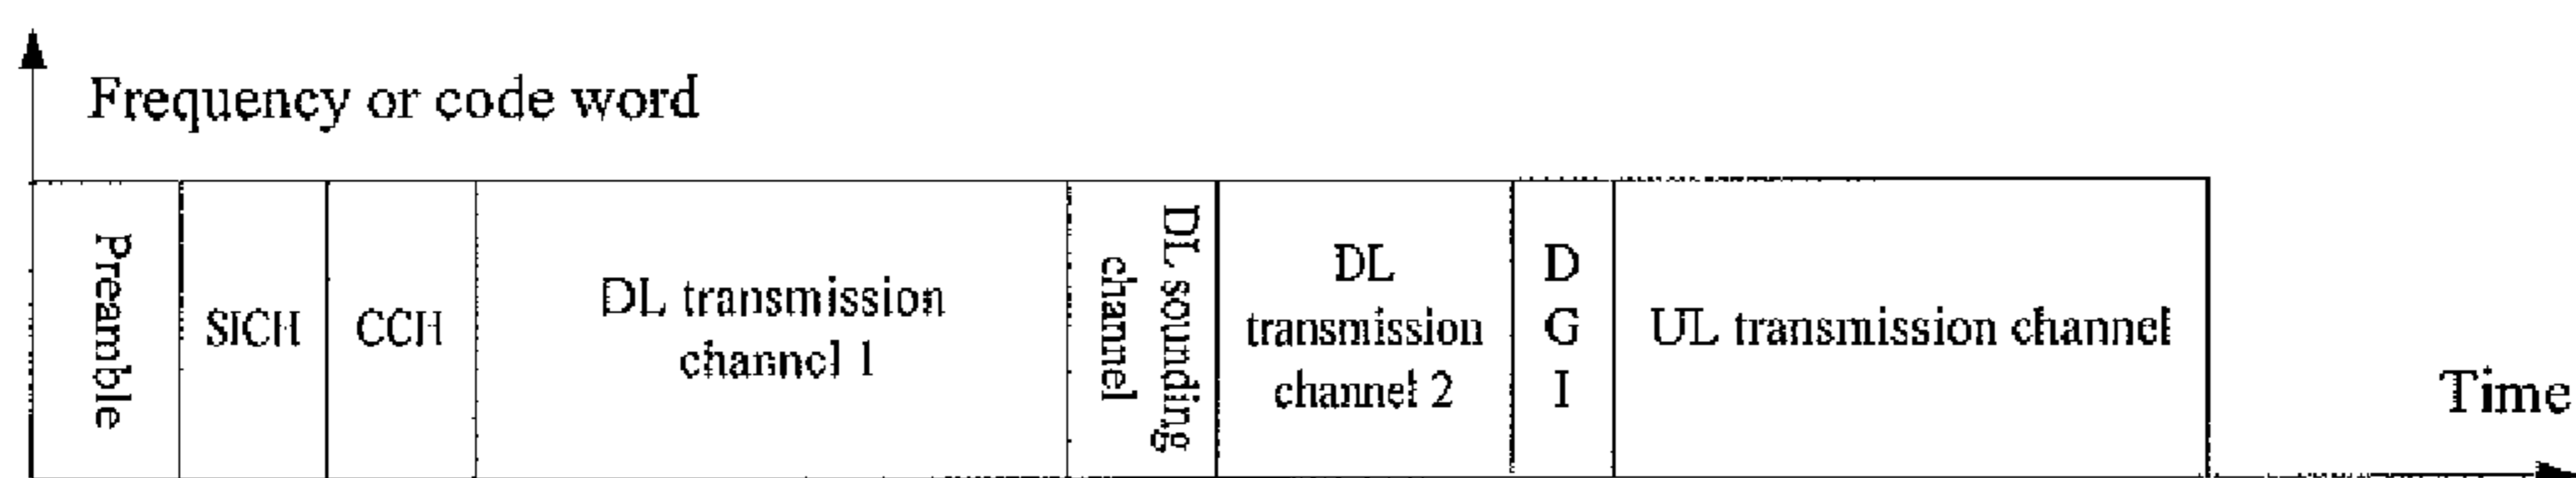 Frequency or code word
Preamble
SICH
CCH
DL transmission
channel 1
DL sounding
channel
DL
transmission
channel 2
D
G
I
UL transmission channel
Time